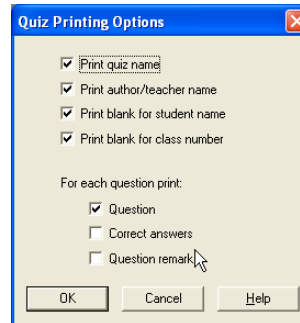 Quiz Printing Options
Print quiz name
Print author/teacher name
Print blank for student name
Print blank for class number
For each question print:
Question
Correct answers
Question remark
OK
Cancel
Help